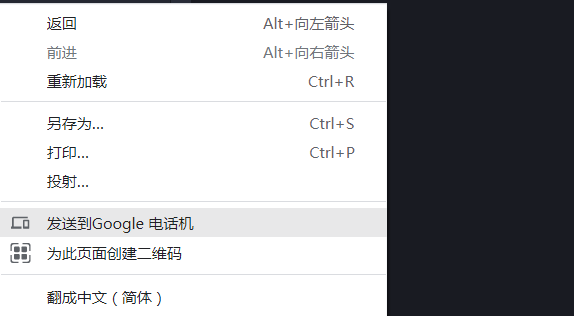 返回 Alt+向左箭头
前进 Alt+向右箭头
重新加载 Ctrl+R
另存为... Ctrl+S
打印... Ctrl+P
投射...
发送到Google 电话机
为此页面创建二维码
翻成中文（简体）